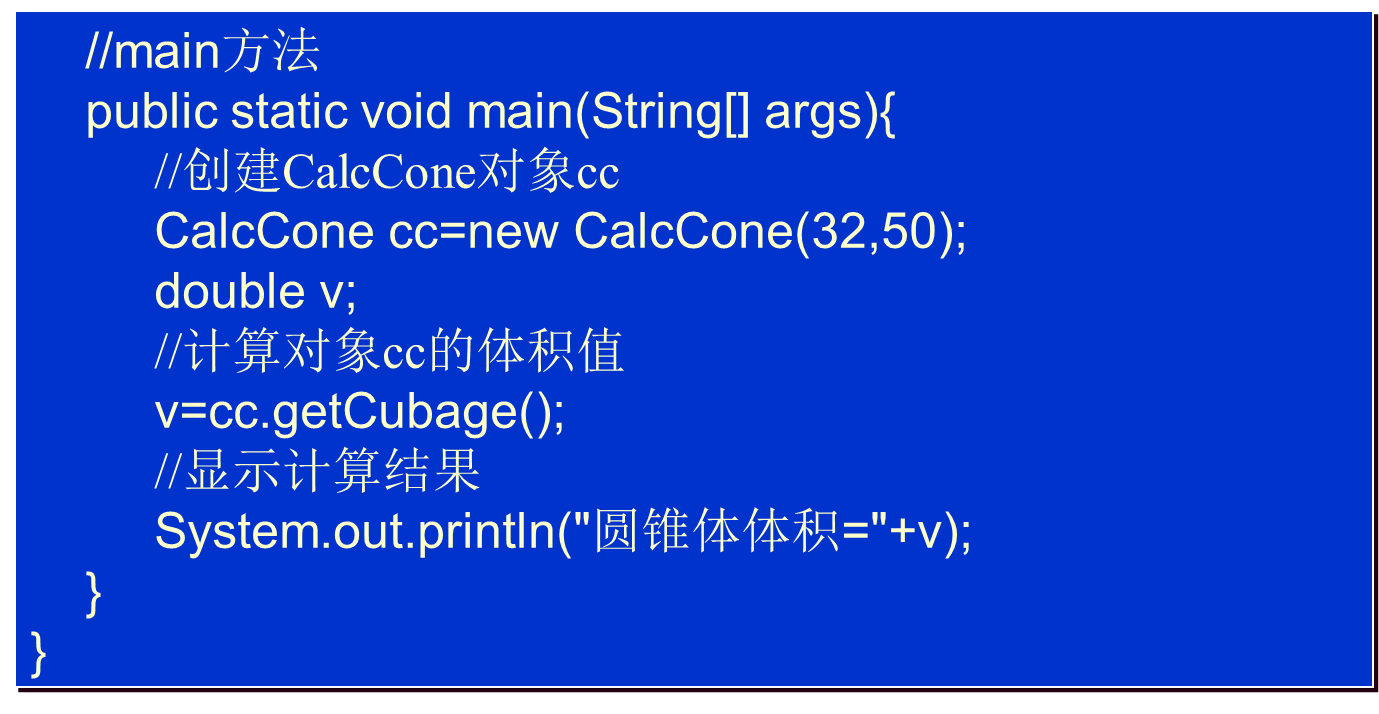 //main方法
public static void main(String[] args){
//创建CalcCone对象cc
CalcCone cc=new CalcCone(32,50);
double v;
//计算对象cc的体积值
v=cc.getCubage();
//显示计算结果
System.out.println("圆锥体体积="+v);
}
}